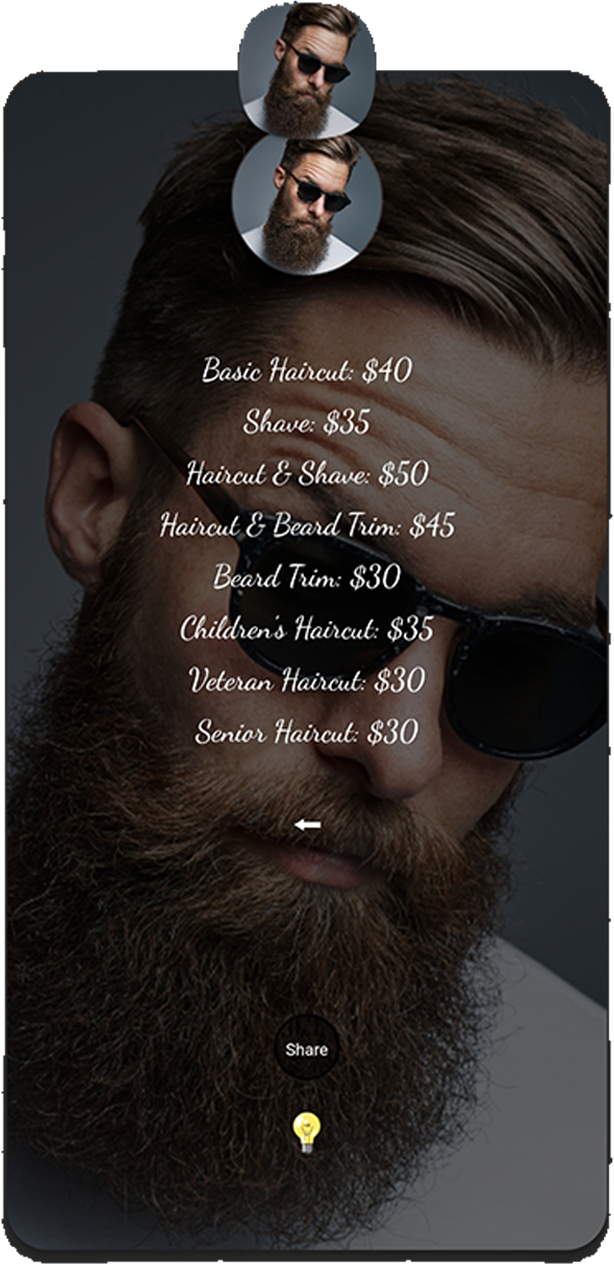 Basic Haircut: $40
Shave: $35
Haircut & Shave: $50
Haircut & Beard Trim: $45
Beard Trim: $30
Children's Haircut: $35
Veteran Haircut: $30
Senior Haircut: $30
Share